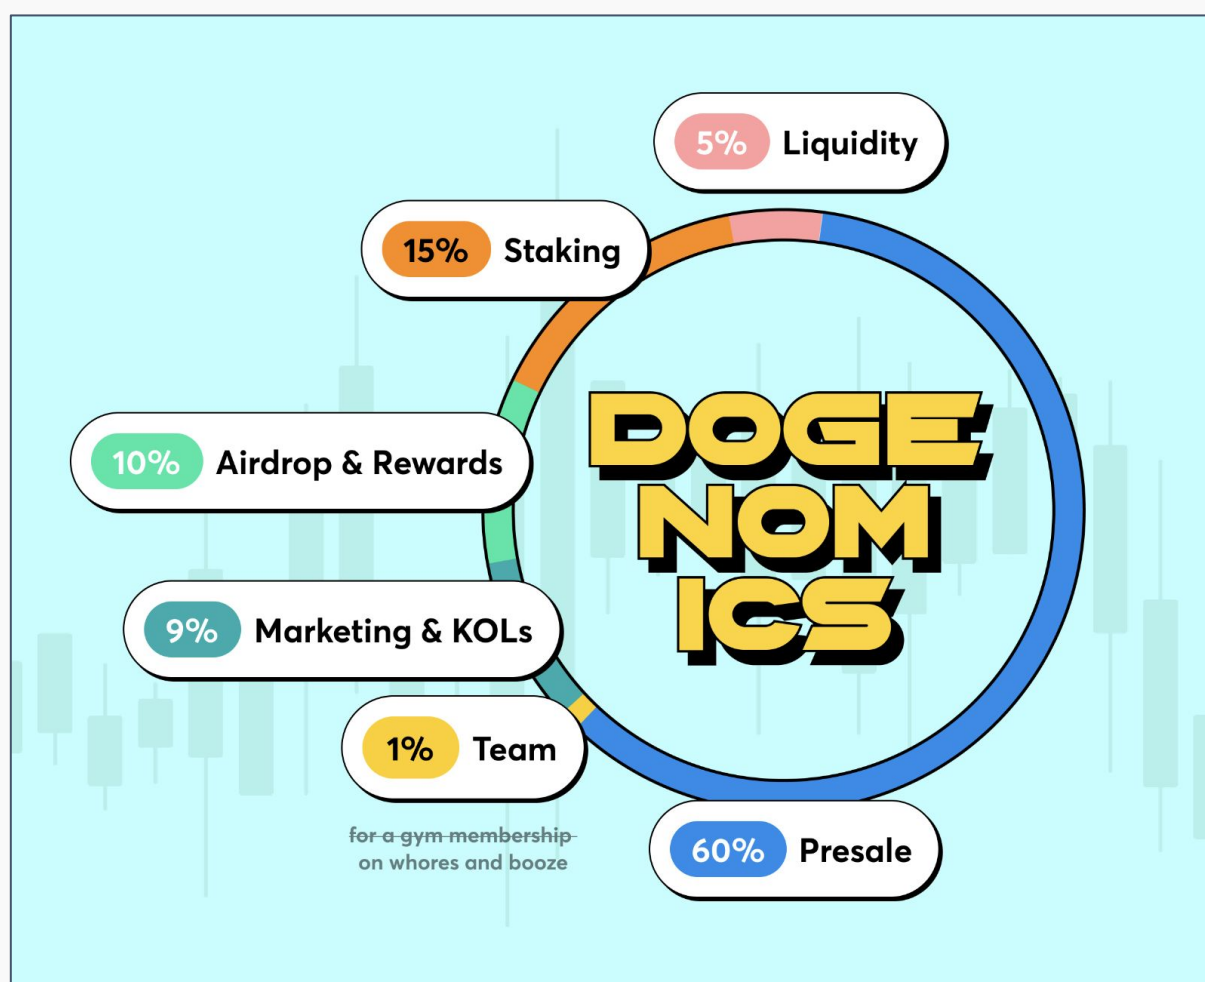 5% Liquidity
15% Staking
10% Airdrop & Rewards
9% Marketing & KOLs
1% Team
for a gym membership
on whores and booze
60% Presale
DOGE
NOM
ICS